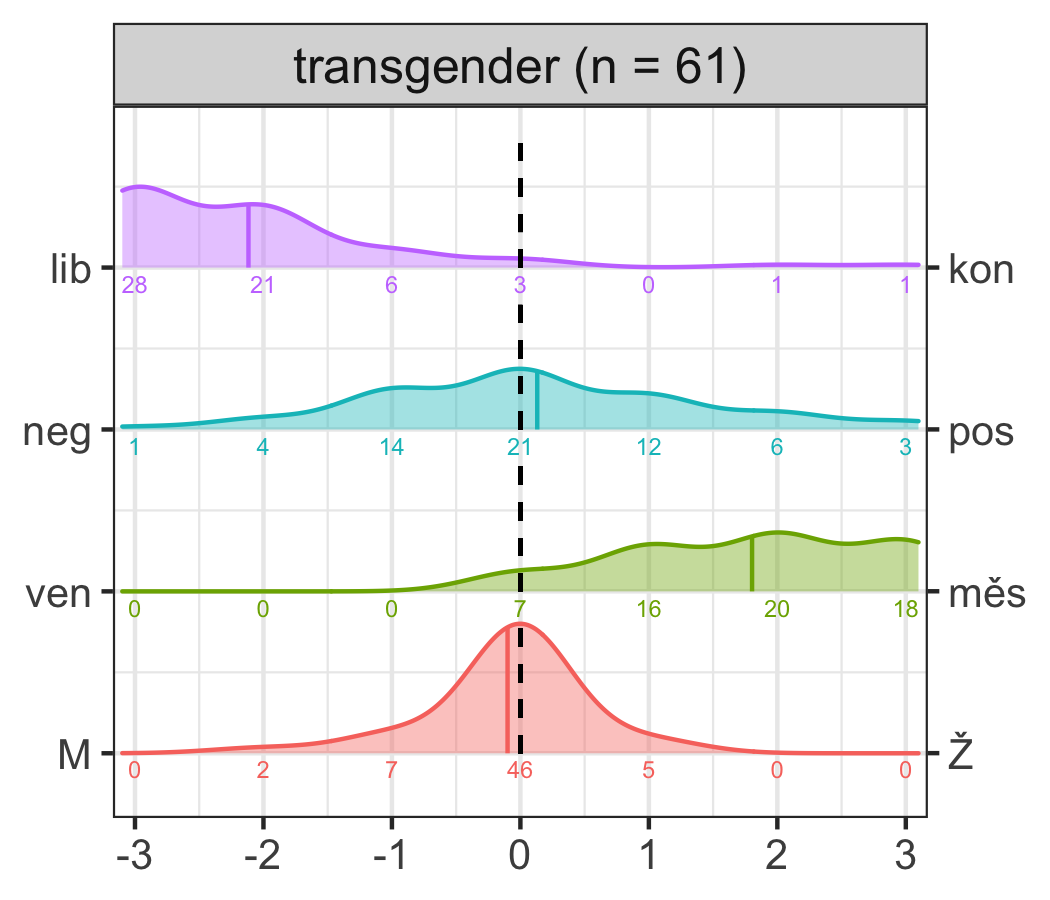 transgender (n = 61)
lib kon
28 21 6 3 0 1 1
neg pos
1 4 14 21 12 6 3
ven měs
0 0 0 7 16 20 18
M Ž
0 2 7 46 5 0 0
-3 -2 -1 0 1 2 3